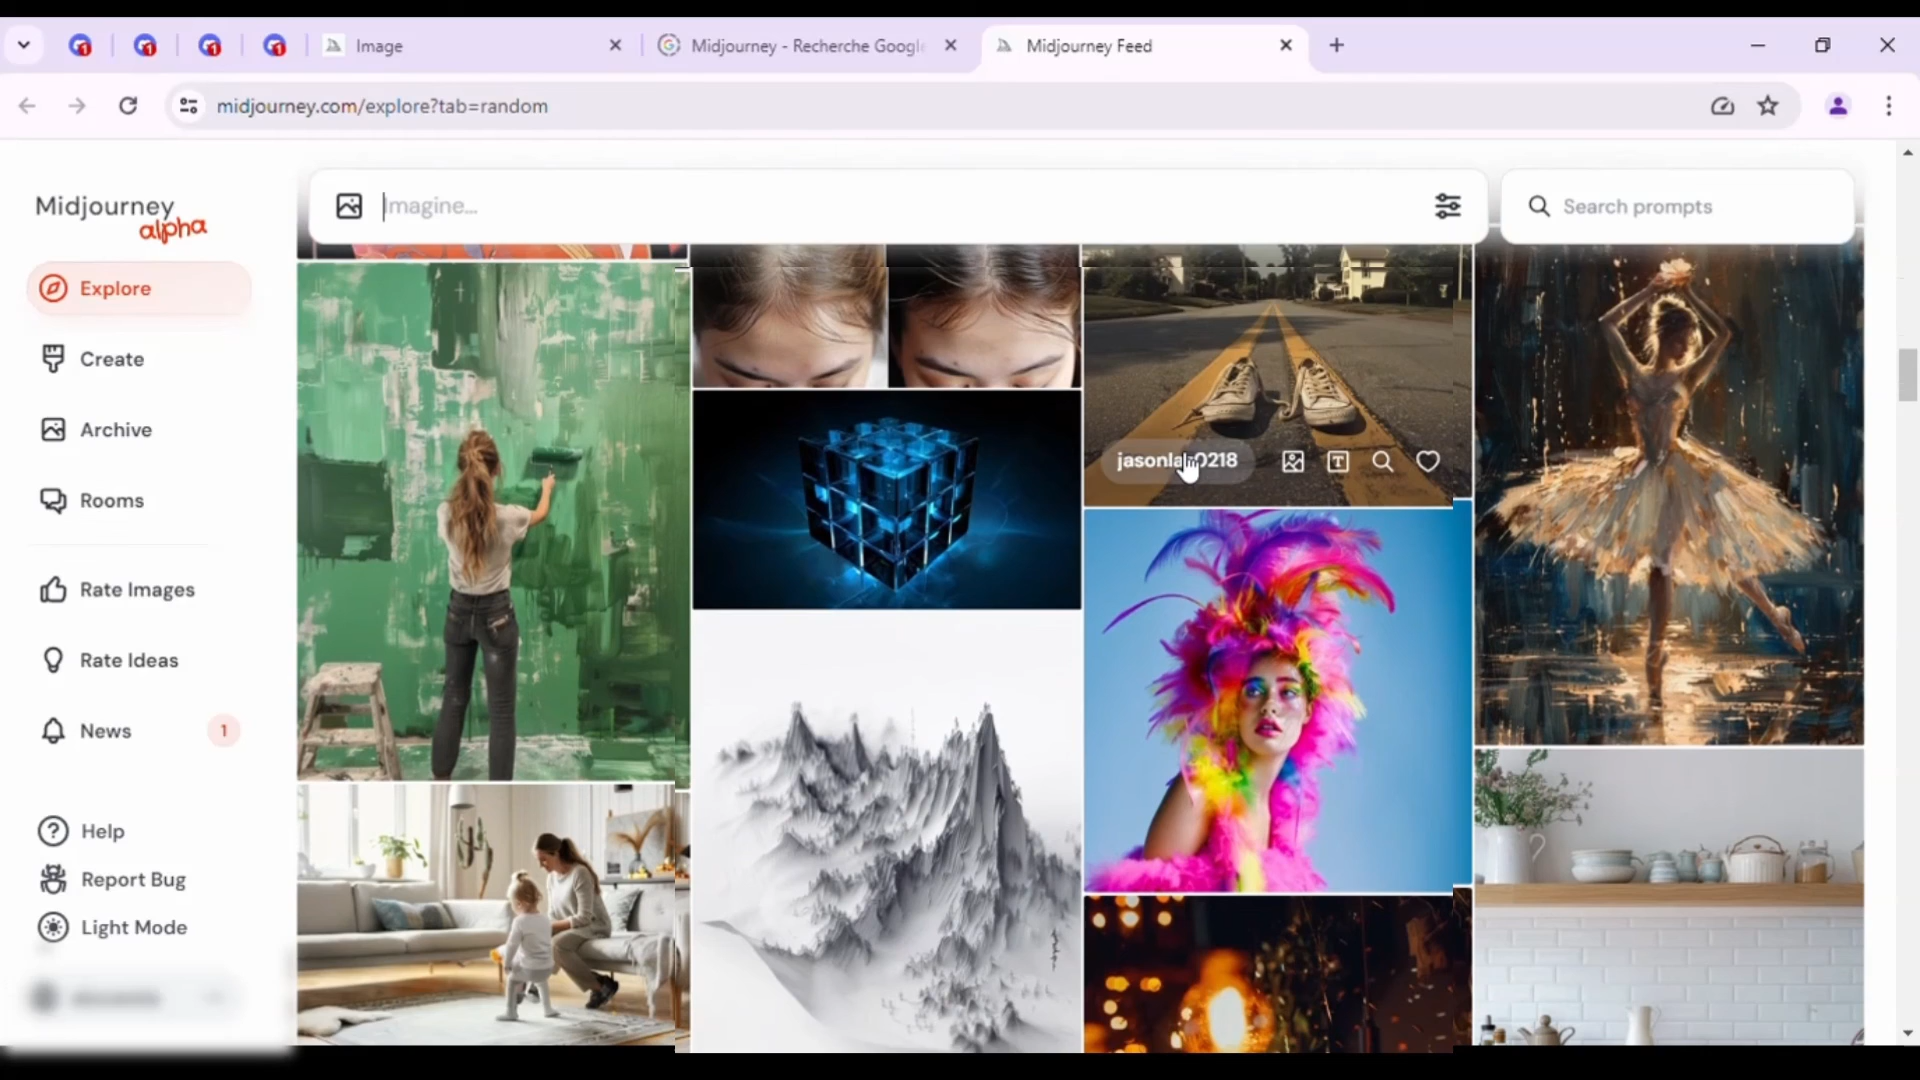 Image
Midjourney - Recherche Google
Midjourney Feed
midjourney.com/explore?tab=random
Midjourney
alpha
Imagine...
Search prompts
Explore
Create
Archive
Rooms
Rate Images
Rate Ideas
News
1
Help
Report Bug
Light Mode